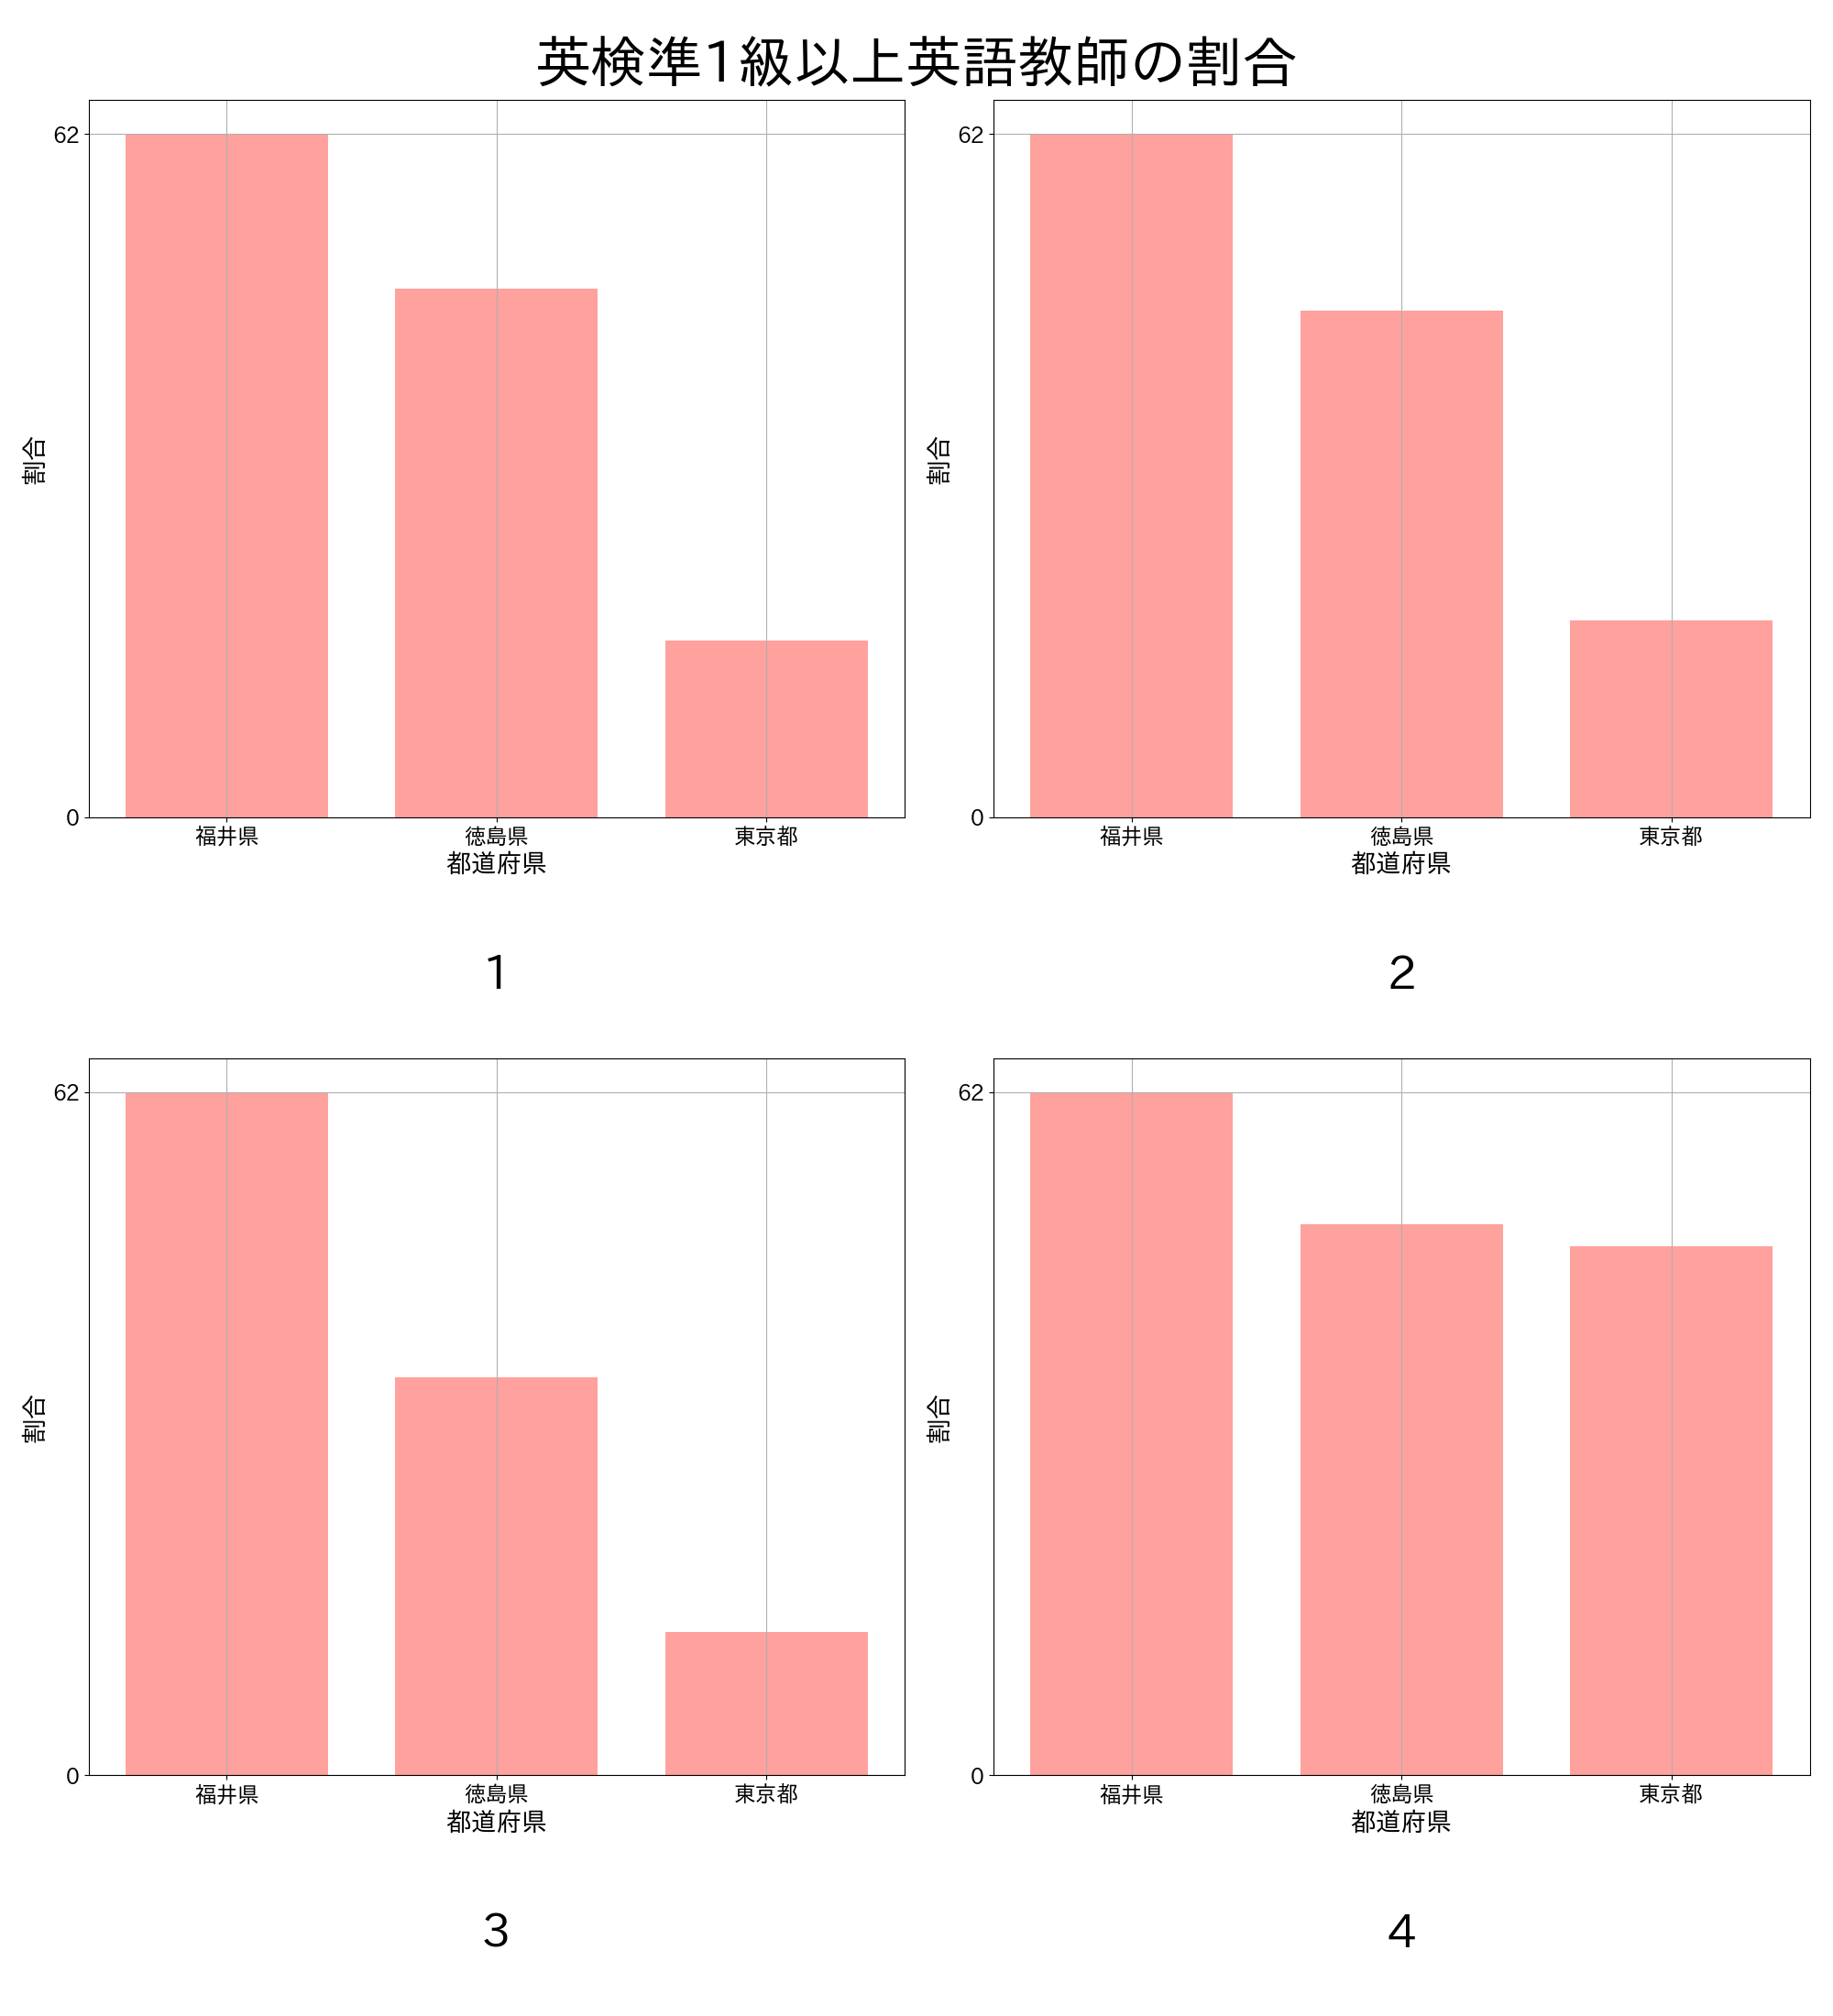 英検準1級以上英語教師の割合
62
割合
0
福井県 徳島県 東京都
都道府県
1
62
割合
0
福井県 徳島県 東京都
都道府県
2
62
割合
0
福井県 徳島県 東京都
都道府県
3
62
割合
0
福井県 徳島県 東京都
都道府県
4